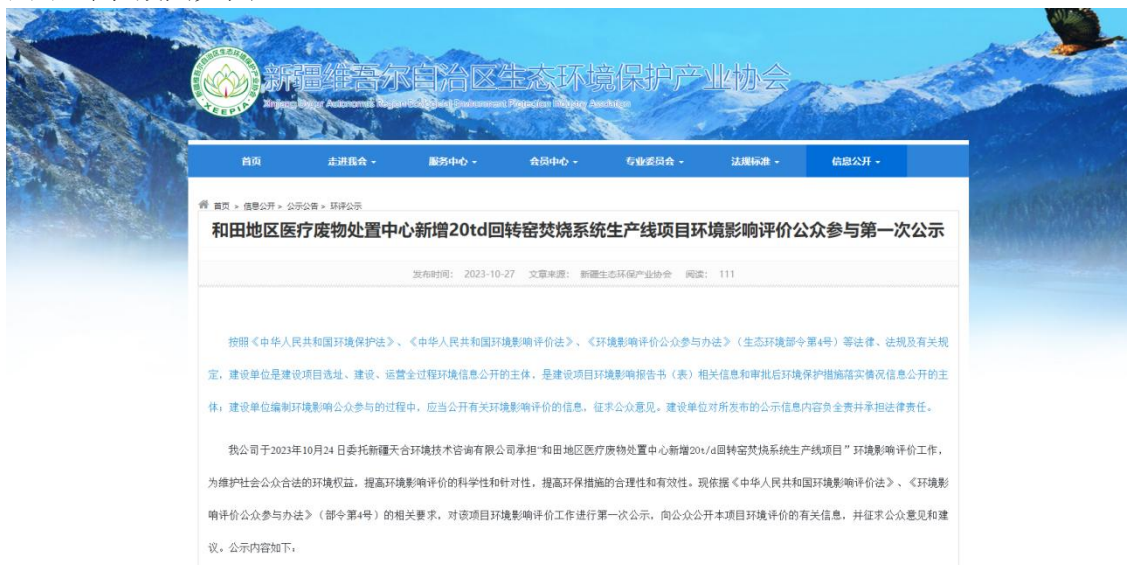 新疆维吾尔自治区生态环境保护产业协会
XEEPIA
首页 走进我会 服务中心 会员中心 专业委员会 法规标准 信息公开
首页 » 信息公开 » 公示公告 » 环评公示
和田地区医疗废物处置中心新增20td回转窑焚烧系统生产线项目环境影响评价公众参与第一次公示
发布时间： 2023-10-27 文章来源： 新疆生态环保产业协会 阅读： 111
按照《中华人民共和国环境保护法》、《中华人民共和国环境影响评价法》、《环境影响评价公众参与办法》（生态环境部令第4号）等法律、法规及有关规
定，建设单位是建设项目选址、建设、运营全过程环境信息公开的主体，是建设项目环境影响报告书（表）相关信息和审批后环境保护措施落实情况信息公开的主
体；建设单位编制环境影响公众参与的过程中，应当公开有关环境影响评价的信息，征求公众意见。建设单位对所发布的公示信息内容负全责并承担法律责任。
我公司于2023年10月24 日委托新疆天合环境技术咨询有限公司承担“和田地区医疗废物处置中心新增20t/d回转窑焚烧系统生产线项目”环境影响评价工作，
为维护社会公众合法的环境权益，提高环境影响评价的科学性和针对性，提高环保措施的合理性和有效性。现依据《中华人民共和国环境影响评价法》、《环境影
响评价公众参与办法》（部令第4号）的相关要求，对该项目环境影响评价工作进行第一次公示，向公众公开本项目环境评价的有关信息，并征求公众意见和建
议。公示内容如下：